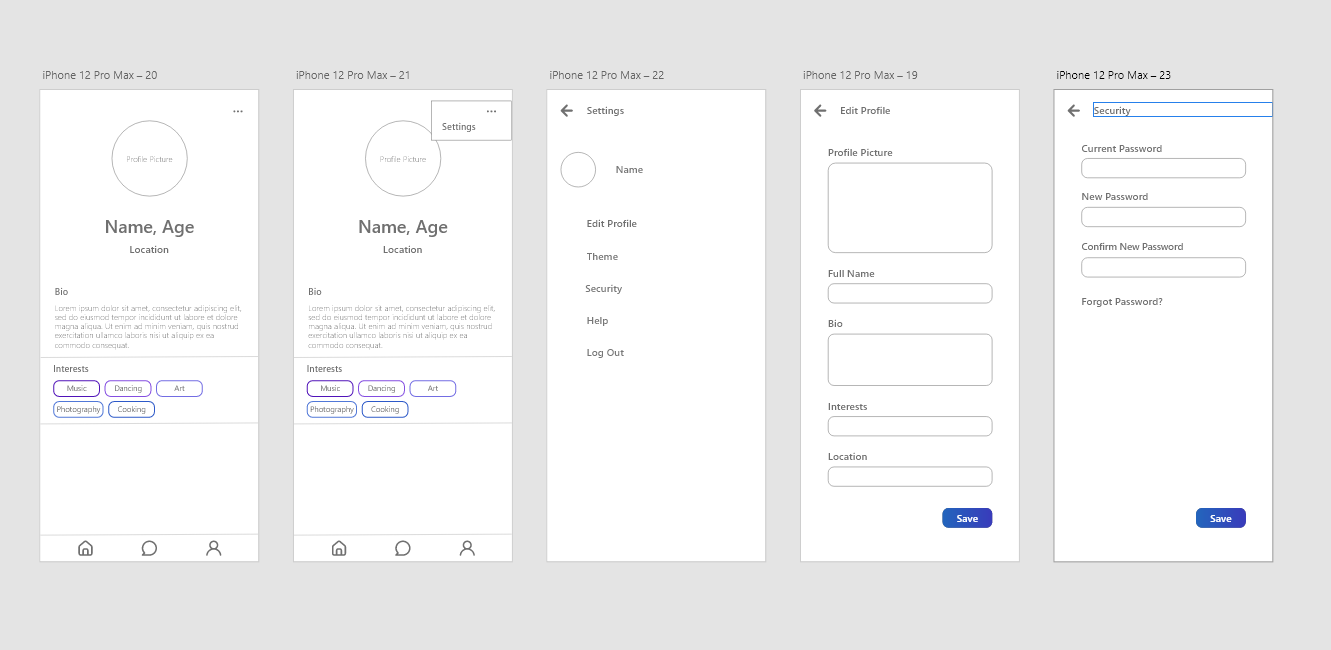 iPhone 12 Pro Max – 20
...
Profile Picture
Name, Age
Location
Bio
Lorem ipsum dolor sit amet, consectetur adipiscing elit,
sed do eiusmod tempor incididunt ut labore et dolore
magna aliqua. Ut enim ad minim veniam, quis nostrud
exercitation ullamco laboris nisi ut aliquip ex ea
commodo consequat.
Interests
Music Dancing Art
Photography Cooking
iPhone 12 Pro Max – 21
...
Settings
Profile Picture
Name, Age
Location
Bio
Lorem ipsum dolor sit amet, consectetur adipiscing elit,
sed do eiusmod tempor incididunt ut labore et dolore
magna aliqua. Ut enim ad minim veniam, quis nostrud
exercitation ullamco laboris nisi ut aliquip ex ea
commodo consequat.
Interests
Music Dancing Art
Photography Cooking
iPhone 12 Pro Max – 22
Settings
Name
Edit Profile
Theme
Security
Help
Log Out
iPhone 12 Pro Max – 19
Edit Profile
Profile Picture
Full Name
Bio
Interests
Location
Save
iPhone 12 Pro Max – 23
Security
Current Password
New Password
Confirm New Password
Forgot Password?
Save